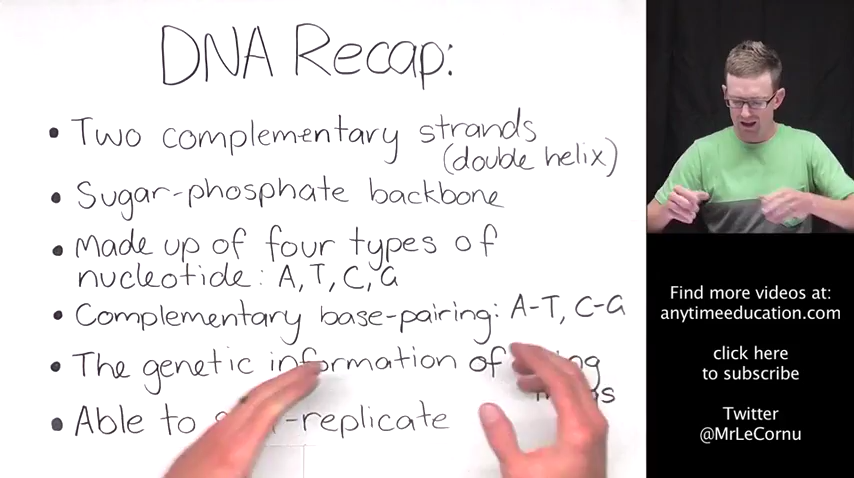 DNA Recap:
• Two complementary strands
(double helix)
• Sugar-phosphate backbone
• Made up of four types of
nucleotide: A, T, C, G
• Complementary base-pairing: A-T, C-G
• The genetic information of
• Able to -replicate
Find more videos at:
anytimeeducation.com
click here
to subscribe
Twitter
@MrLeCornu